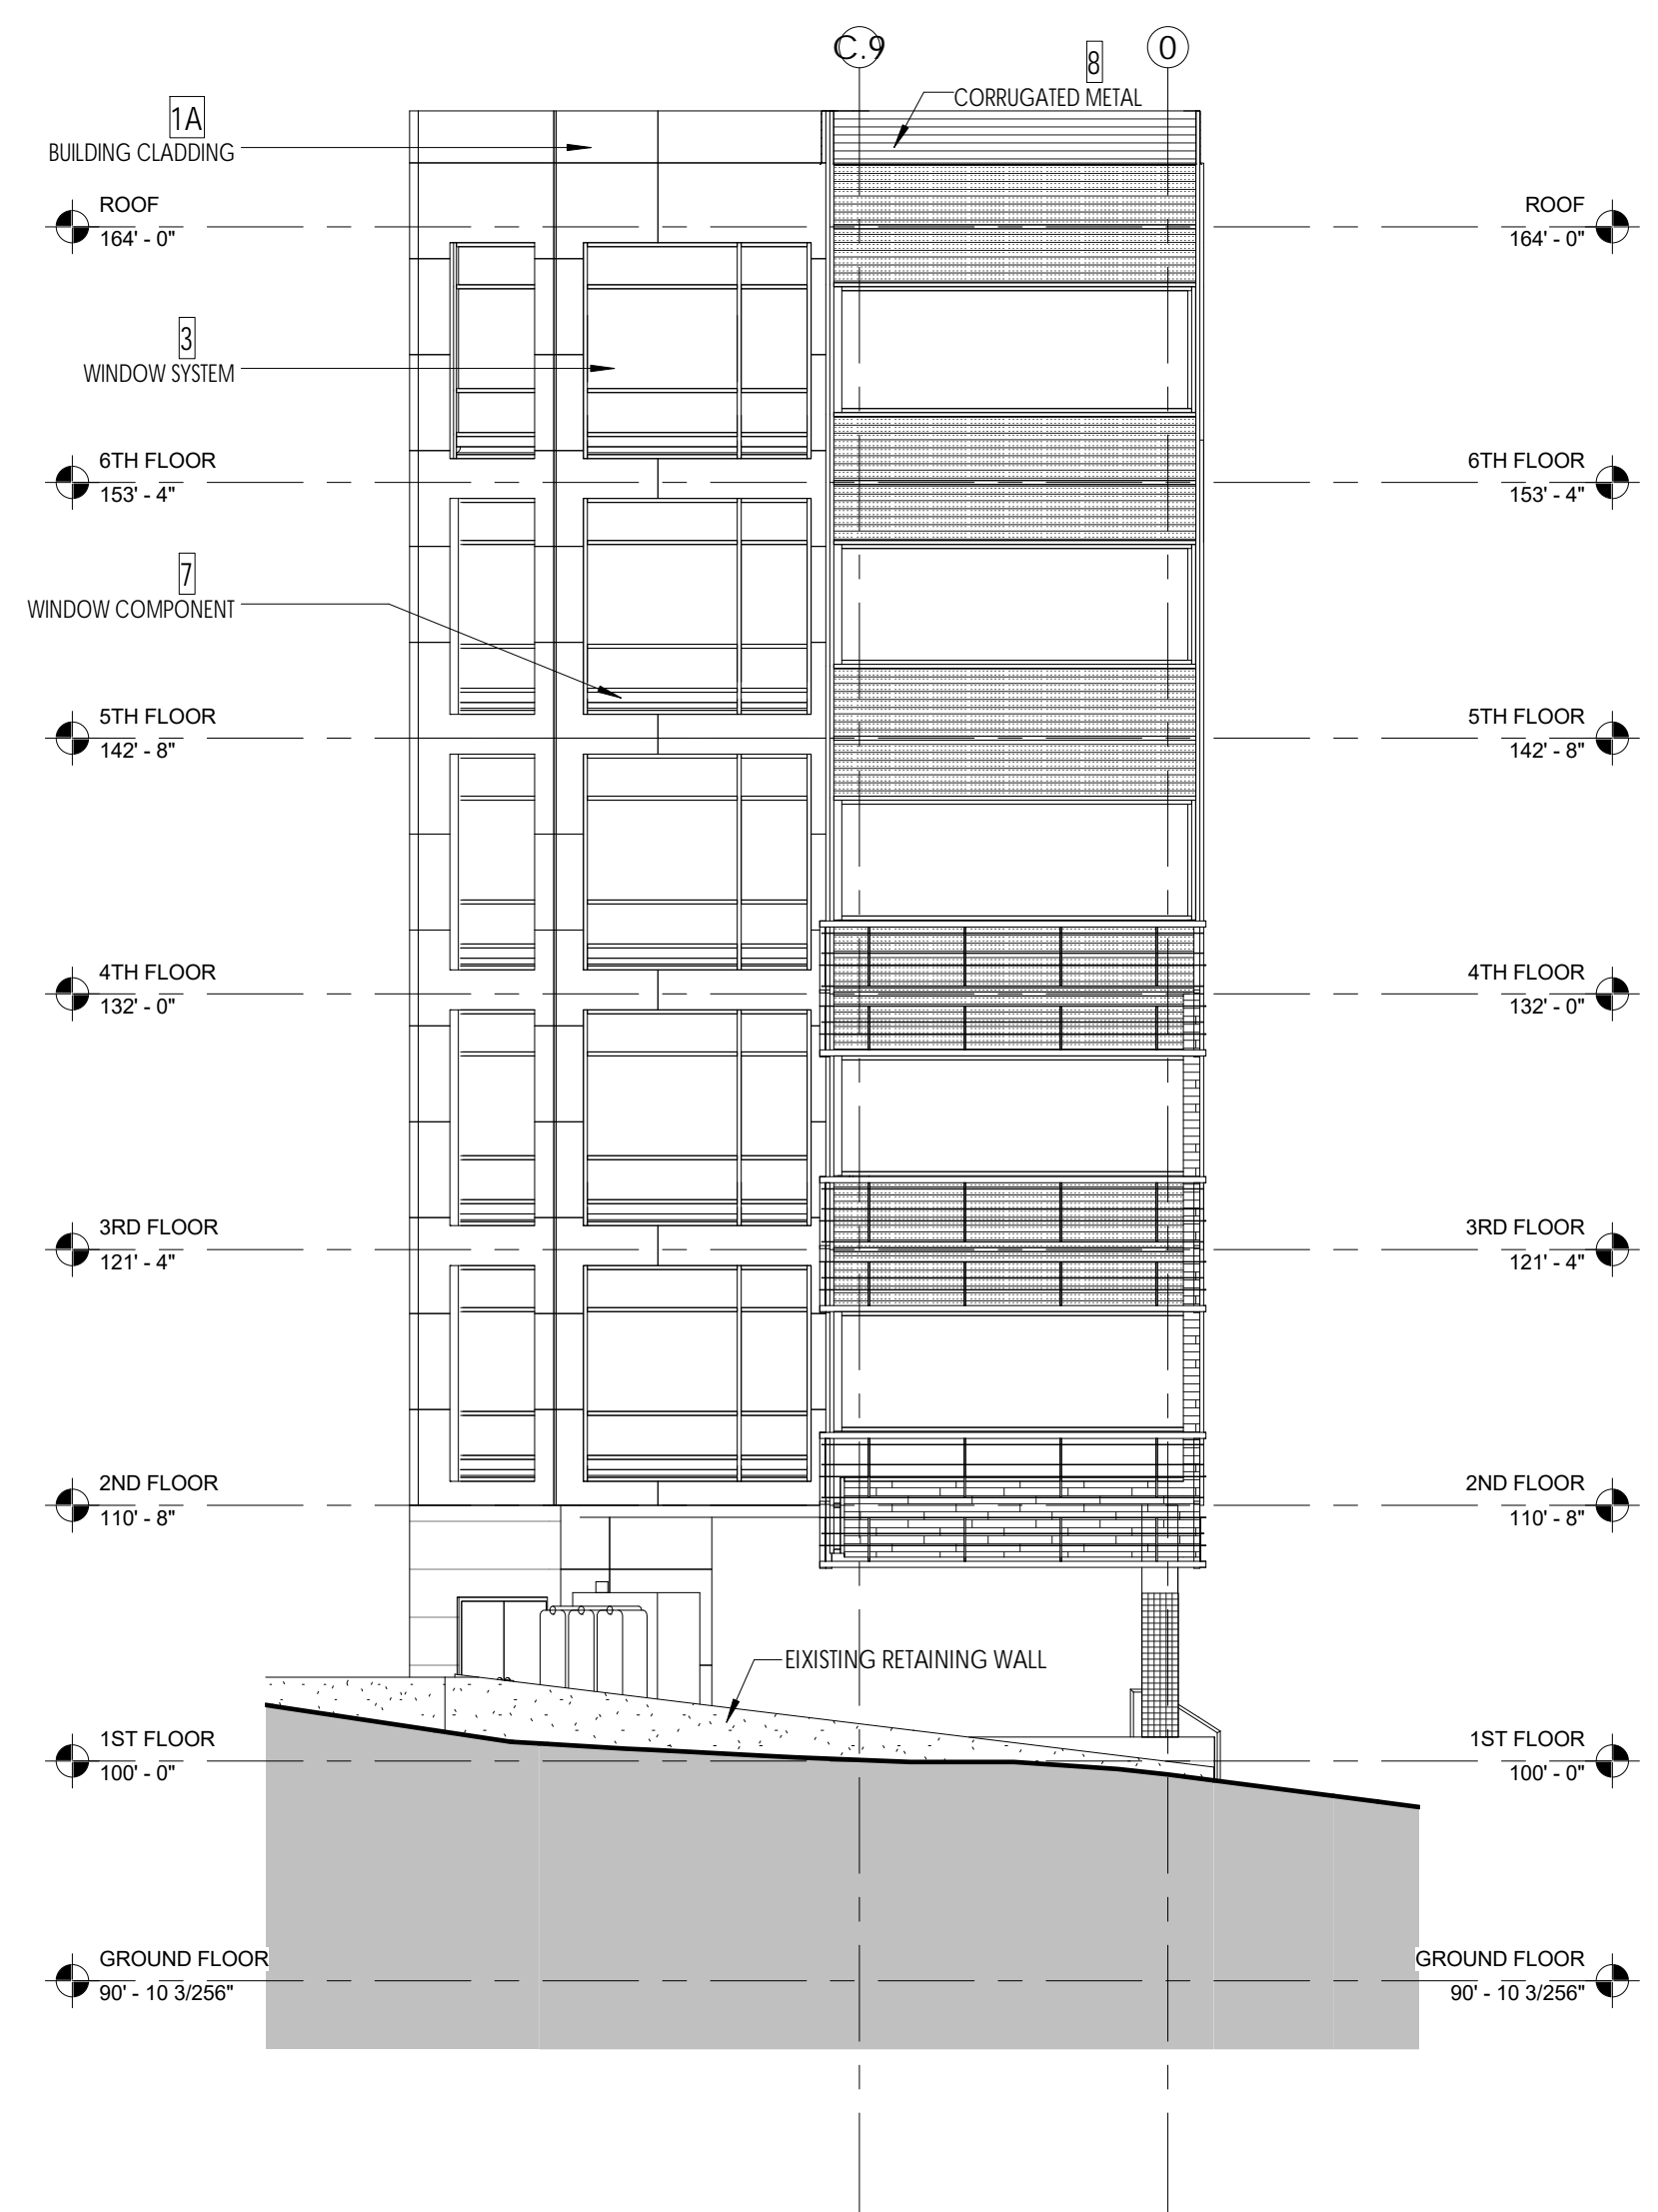 C.9
0
8
CORRUGATED METAL
1A
BUILDING CLADDING
ROOF
164' - 0"
ROOF
164' - 0"
3
WINDOW SYSTEM
6TH FLOOR
153' - 4"
6TH FLOOR
153' - 4"
7
WINDOW COMPONENT
5TH FLOOR
142' - 8"
5TH FLOOR
142' - 8"
4TH FLOOR
132' - 0"
4TH FLOOR
132' - 0"
3RD FLOOR
121' - 4"
3RD FLOOR
121' - 4"
2ND FLOOR
110' - 8"
2ND FLOOR
110' - 8"
EIXISTING RETAINING WALL
1ST FLOOR
100' - 0"
1ST FLOOR
100' - 0"
GROUND FLOOR
90' - 10 3/256"
GROUND FLOOR
90' - 10 3/256"